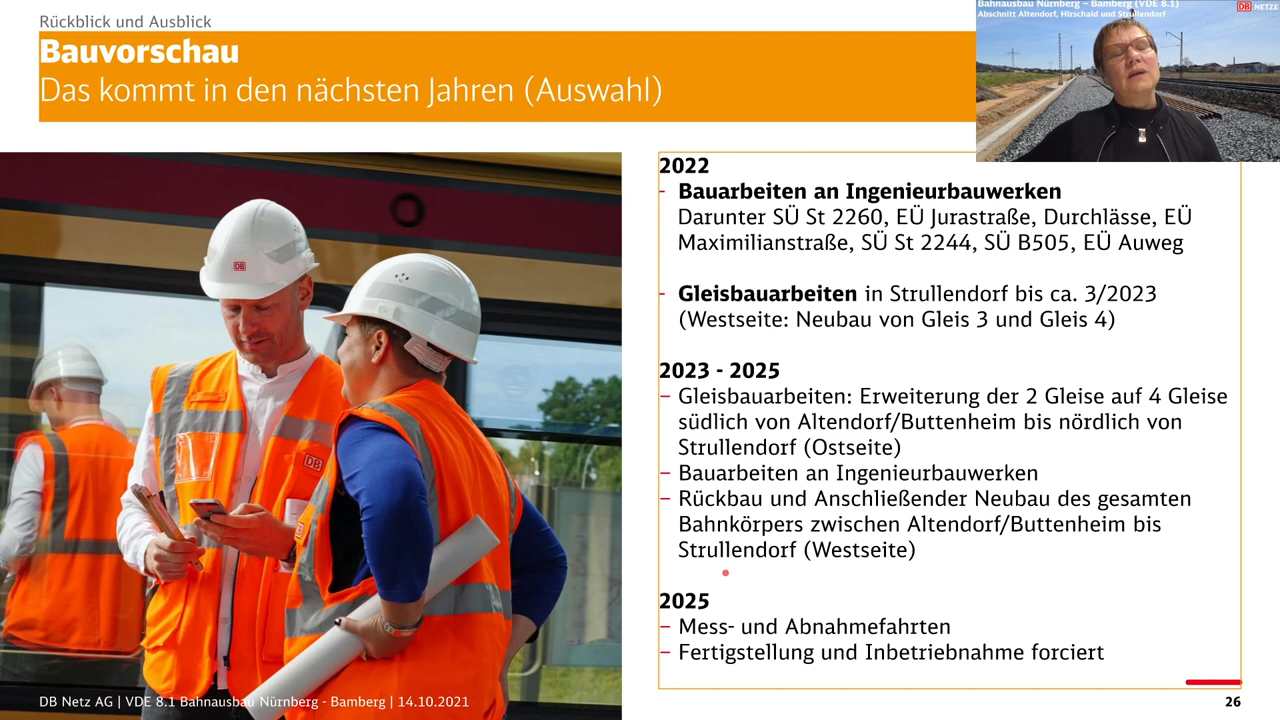 Rückblick und Ausblick
Bauvorschau
Das kommt in den nächsten Jahren (Auswahl)
Bahnausbau Nürnberg – Bamberg (VDE 8.1)
Abschnitt Altendorf, Hirschaid und Strullendorf
DB NETZE
DB
DB
2022
- Bauarbeiten an Ingenieurbauwerken
Darunter SÜ St 2260, EÜ Jurastraße, Durchlässe, EÜ
Maximilianstraße, SÜ St 2244, SÜ B505, EÜ Auweg
- Gleisbauarbeiten in Strullendorf bis ca. 3/2023
(Westseite: Neubau von Gleis 3 und Gleis 4)
2023 - 2025
– Gleisbauarbeiten: Erweiterung der 2 Gleise auf 4 Gleise
südlich von Altendorf/Buttenheim bis nördlich von
Strullendorf (Ostseite)
– Bauarbeiten an Ingenieurbauwerken
– Rückbau und Anschließender Neubau des gesamten
Bahnkörpers zwischen Altendorf/Buttenheim bis
Strullendorf (Westseite)
2025
– Mess- und Abnahmefahrten
– Fertigstellung und Inbetriebnahme forciert
DB Netz AG | VDE 8.1 Bahnausbau Nürnberg - Bamberg | 14.10.2021
26